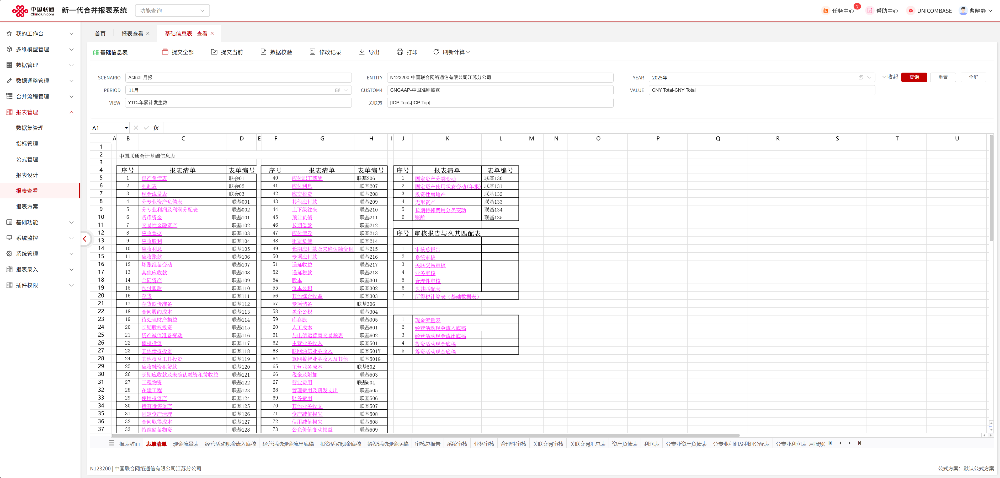 中国联通 China unicom 新一代合并报表系统 功能查询 任务中心 2 帮助中心 UNICOMBASE 曹晓静
我的工作台
多维模型管理
数据管理
数据调整管理
合并流程管理
报表管理
数据集管理
指标管理
公式管理
报表设计
报表查看
报表方案
基础功能
系统监控
系统管理
报表录入
插件权限
首页 报表查看 基础信息表 - 查看
基础信息表 提交全部 提交当前 数据校验 修改记录 导出 打印 刷新计算
SCENARIO Actual-月报 ENTITY N123200-中国联合网络通信有限公司江苏分公司 YEAR 2025年 收起 查询 重置 全屏
PERIOD 11月 CUSTOM4 CNGAAP-中国准则披露 VALUE CNY Total-CNY Total
VIEW YTD-年累计发生数 关联方 [ICP Top]-[ICP Top]
A1 fx
A B C D E F G H I J K L M N O P Q R S T U
1
2 中国联通会计基础信息表
3
4 序号 报表清单 表单编号 序号 报表清单 表单编号 序号 报表清单 表单编号
5 1 资产负债表 联会01 40 应付职工薪酬 联基206 1 固定资产分类变动 联基130
6 2 利润表 联会02 41 应付利息 联基207 2 固定资产使用状态变动(年报) 联基131
7 3 现金流量表 联会03 42 应交税费 联基208 3 投资性房地产 联基132
8 4 分专业资产负债表 联基001 43 其他应付款 联基209 4 无形资产 联基133
9 5 分专业利润及利润分配表 联基002 44 上下级往来 联基210 5 长期待摊费用分类变动 联基134
10 6 货币资金 联基101 45 预计负债 联基211 6 账龄 联基135
11 7 交易性金融资产 联基102 46 长期借款 联基212
12 8 应收票据 联基103 47 应付债券 联基213 序号 审核报告与久其匹配表
13 9 应收股利 联基104 48 租赁负债 联基214
14 10 应收利息 联基105 49 长期应付款及未确认融资租 联基215 1 审核总报告
15 11 应收账款 联基106 50 专项应付款 联基216 2 系统审核
16 12 坏账准备变动 联基107 51 递延收益 联基217 3 关联交易审核
17 13 其他应收款 联基108 52 递延税款 联基218 4 业务审核
18 14 合同资产 联基109 54 股本 联基301 5 合理性审核
19 15 预付账款 联基110 55 资本公积 联基302 6 久其匹配表
20 16 存货 联基111 56 其他综合收益 联基303 7 所得税计算表（基础数据表）
21 17 存货跌价准备 联基112 57 专项储备 联基306
22 18 合同履约成本 联基113 58 盈余公积 联基304
23 19 待处理财产损益 联基114 59 库存股 联基305 1 现金流量表
24 20 长期股权投资 联基115 60 人工成本 联基601 2 经营活动现金流入底稿
25 21 资产减值准备变动 联基116 61 与电信运营商交易额表 联基602 3 经营活动现金流出底稿
26 22 债权投资 联基117 62 主营业务收入 联基501 4 投资活动现金底稿
27 23 其他债权投资 联基118 63 联网通信业务收入 联基501Y 5 筹资活动现金底稿
28 24 其他权益工具投资 联基119 64 算网数智业务收入及其他 联基501G
29 25 应收融资租赁款 联基120 65 主营业务成本 联基502
30 26 长期应收款及未确认融资租赁收益 联基121 66 税金及附加 联基503
31 27 工程物资 联基122 67 营业费用 联基504
32 28 在建工程 联基123 68 管理费用及研发支出 联基505
33 29 使用权资产 联基124 69 财务费用 联基506
34 30 持有待售资产 联基125 70 其他业务收支 联基507
35 31 固定资产清理 联基126 71 资产减值损失 联基508
36 32 合同取得成本 联基127 72 信用减值损失 联基508
37 33 特准储备物资 联基128 73 公允价值变动损益 联基509
报表封面 表单清单 现金流量表 经营活动现金流入底稿 经营活动现金流出底稿 投资活动现金底稿 筹资活动现金底稿 审核总报告 系统审核 业务审核 合理性审核 关联交易审核 关联交易汇总表 资产负债表 利润表 分专业资产负债表 分专业利润及利润分配表 分专业利润表_月报预
N123200 | 中国联合网络通信有限公司江苏分公司 公式方案：默认公式方案